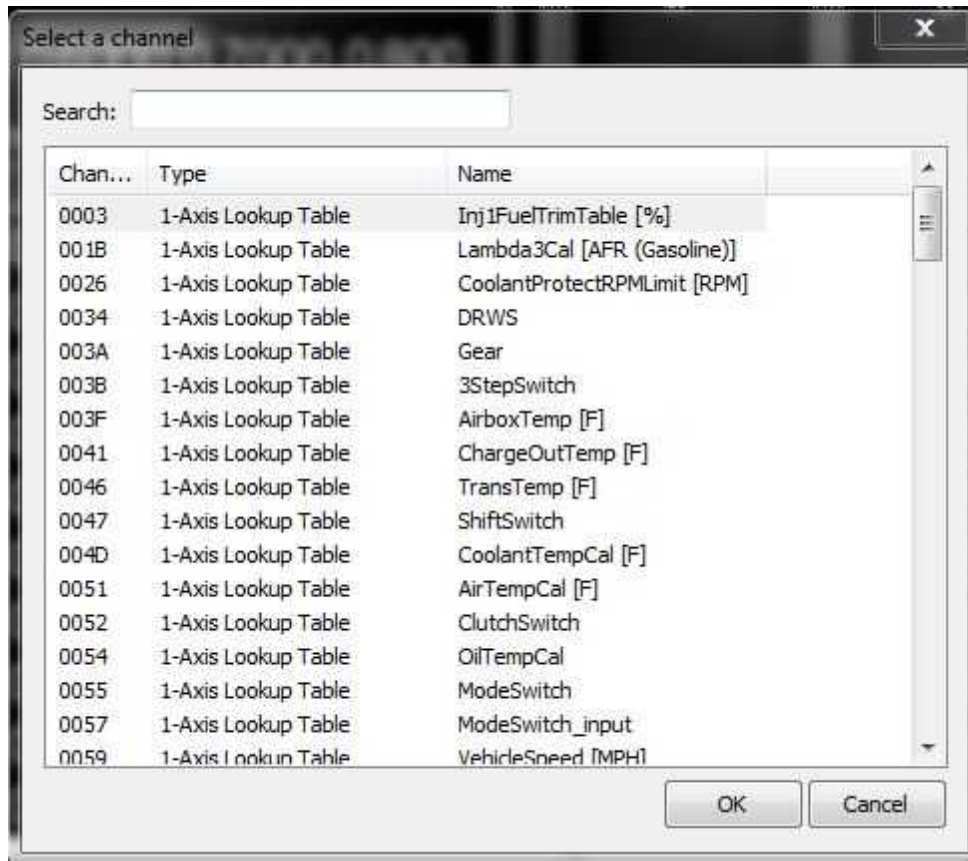 Select a channel
Search:
Chan... Type Name
0003 1-Axis Lookup Table Inj1FuelTrimTable [%]
001B 1-Axis Lookup Table Lambda3Cal [AFR (Gasoline)]
0026 1-Axis Lookup Table CoolantProtectRPMLimit [RPM]
0034 1-Axis Lookup Table DRWS
003A 1-Axis Lookup Table Gear
003B 1-Axis Lookup Table 3StepSwitch
003F 1-Axis Lookup Table AirboxTemp [F]
0041 1-Axis Lookup Table ChargeOutTemp [F]
0046 1-Axis Lookup Table TransTemp [F]
0047 1-Axis Lookup Table ShiftSwitch
004D 1-Axis Lookup Table CoolantTempCal [F]
0051 1-Axis Lookup Table AirTempCal [F]
0052 1-Axis Lookup Table ClutchSwitch
0054 1-Axis Lookup Table OilTempCal
0055 1-Axis Lookup Table ModeSwitch
0057 1-Axis Lookup Table ModeSwitch_input
0059 1-Axis Lookup Table VehicleSpeed [MPH]
OK Cancel